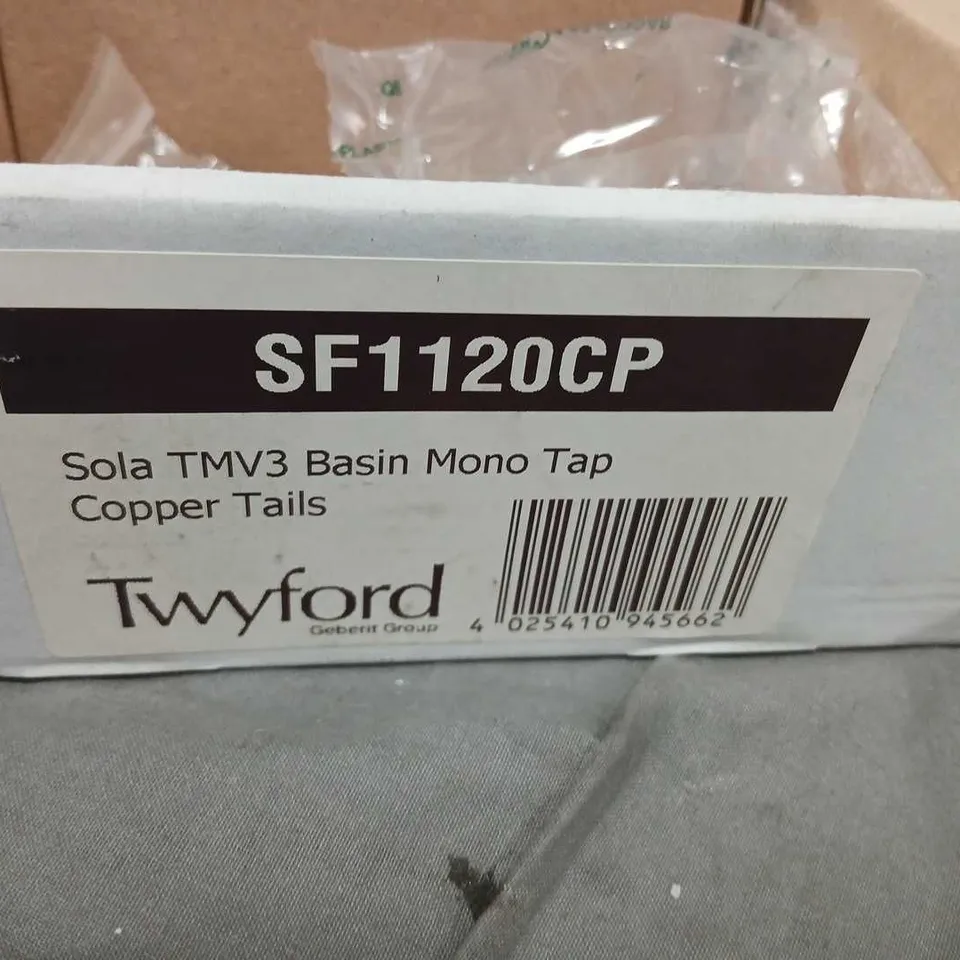 SF1120CP
Sola TMV3 Basin Mono Tap
Copper Tails
Twyford
Geberit Group
4 025410 945662